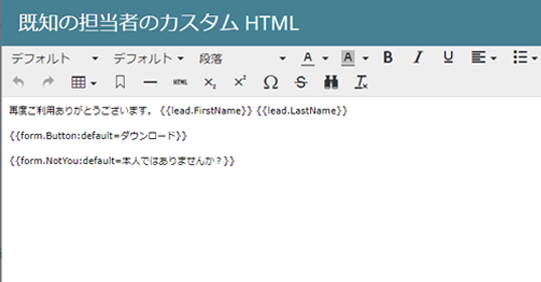 既知の担当者のカスタム HTML
デフォルト デフォルト 段落 A A B I U
HTML X₂ X² Ω S Tx
再度ご利用ありがとうございます。 {{lead.FirstName}} {{lead.LastName}}
{{form.Button:default=ダウンロード}}
{{form.NotYou:default=本人ではありませんか？}}